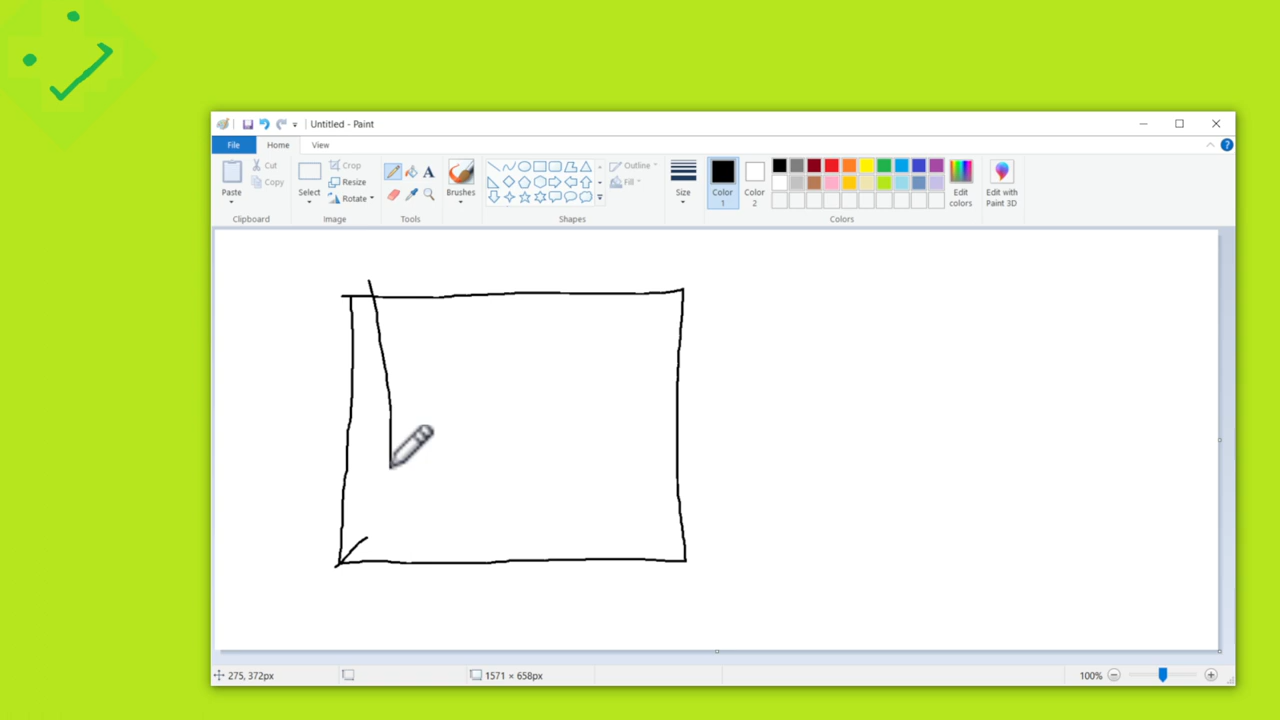 Untitled - Paint
File Home View
Paste Cut Copy Clipboard
Select Crop Resize Rotate Image
Tools
Brushes
Shapes Outline Fill
Size
Color 1
Color 2
Colors
Edit colors
Edit with Paint 3D
275, 372px
1571 × 658px
100%